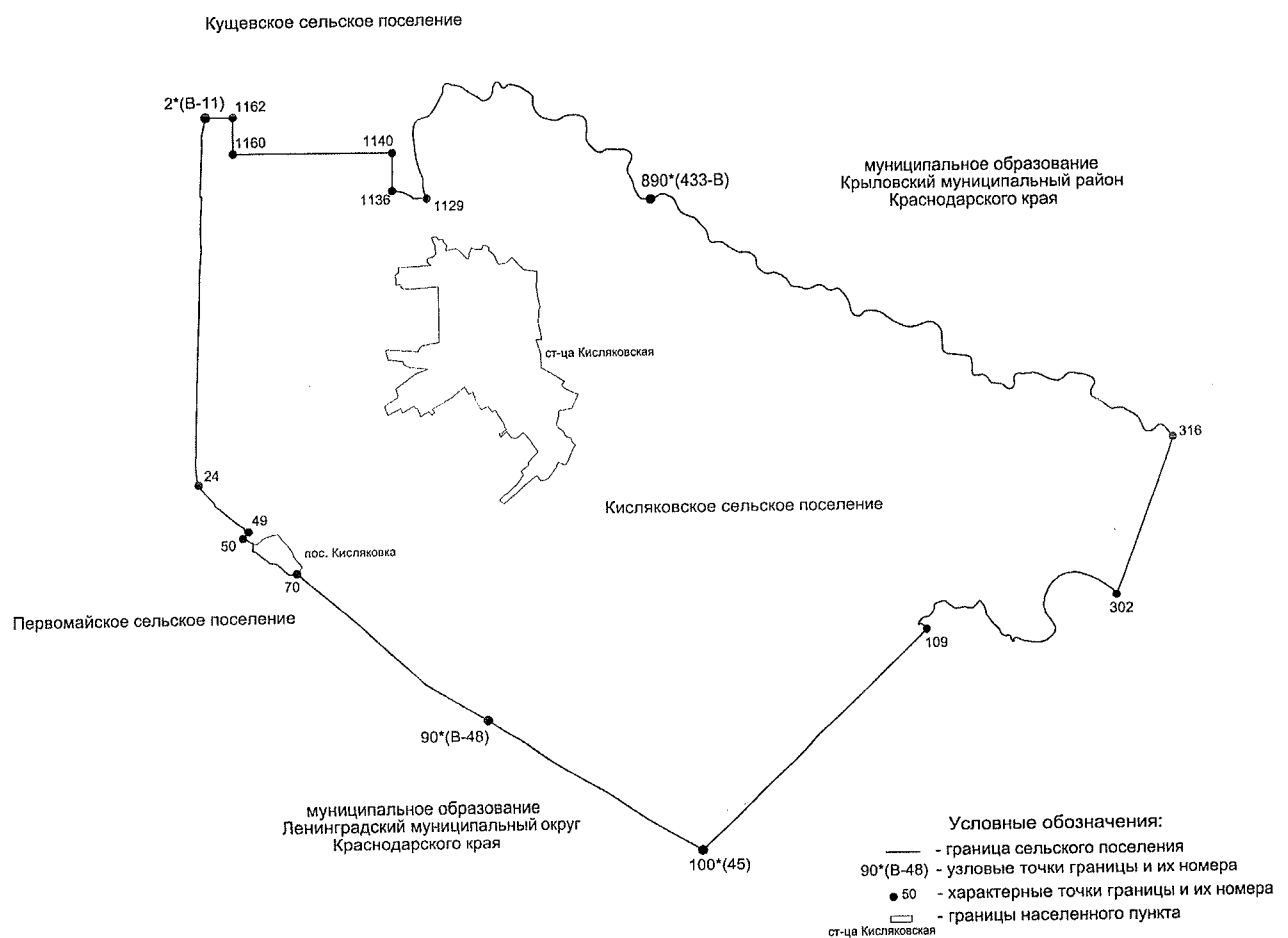 Кущевское сельское поселение
2*(В-11)
1162
1160
1140
1136
1129
890*(433-В)
муниципальное образование
Крыловский муниципальный район
Краснодарского края
ст-ца Кисляковская
316
24
Кисляковское сельское поселение
49
50
пос. Кисляковка
70
302
Первомайское сельское поселение
109
90*(В-48)
муниципальное образование
Ленинградский муниципальный округ
Краснодарского края
100*(45)
Условные обозначения:
- граница сельского поселения
90*(В-48) - узловые точки границы и их номера
50 - характерные точки границы и их номера
- границы населенного пункта
ст-ца Кисляковская